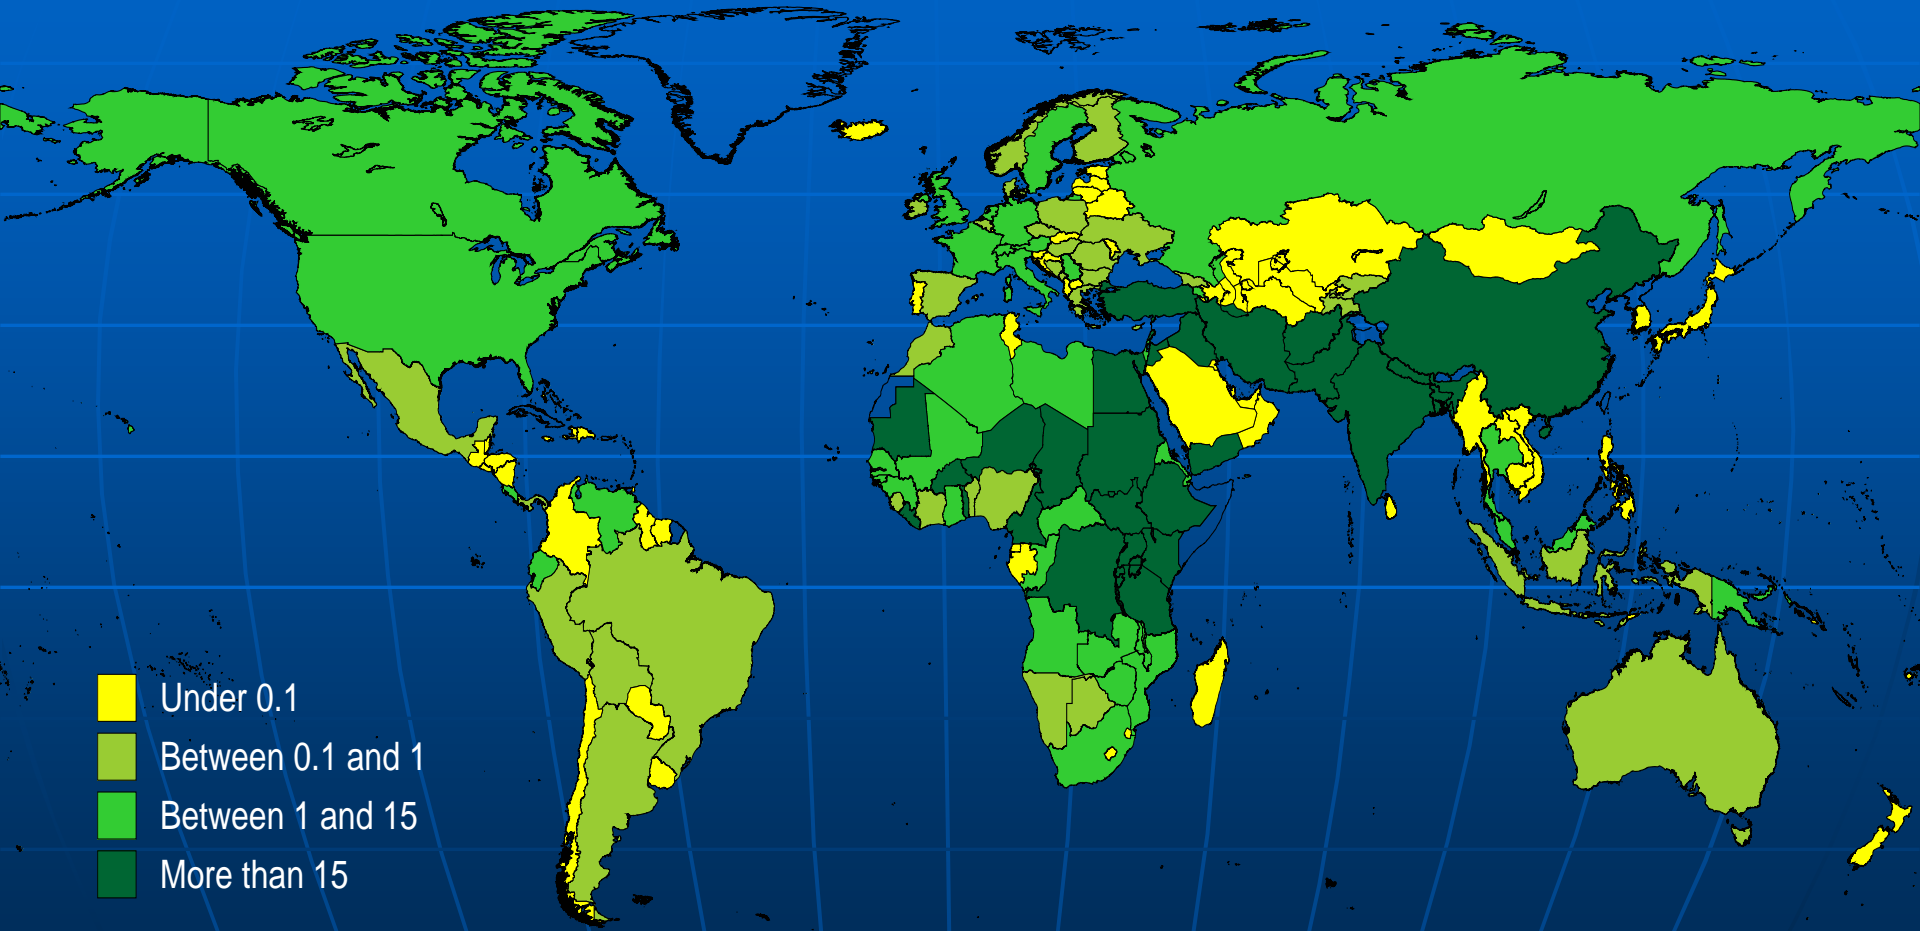 Under 0.1
Between 0.1 and 1
Between 1 and 15
More than 15